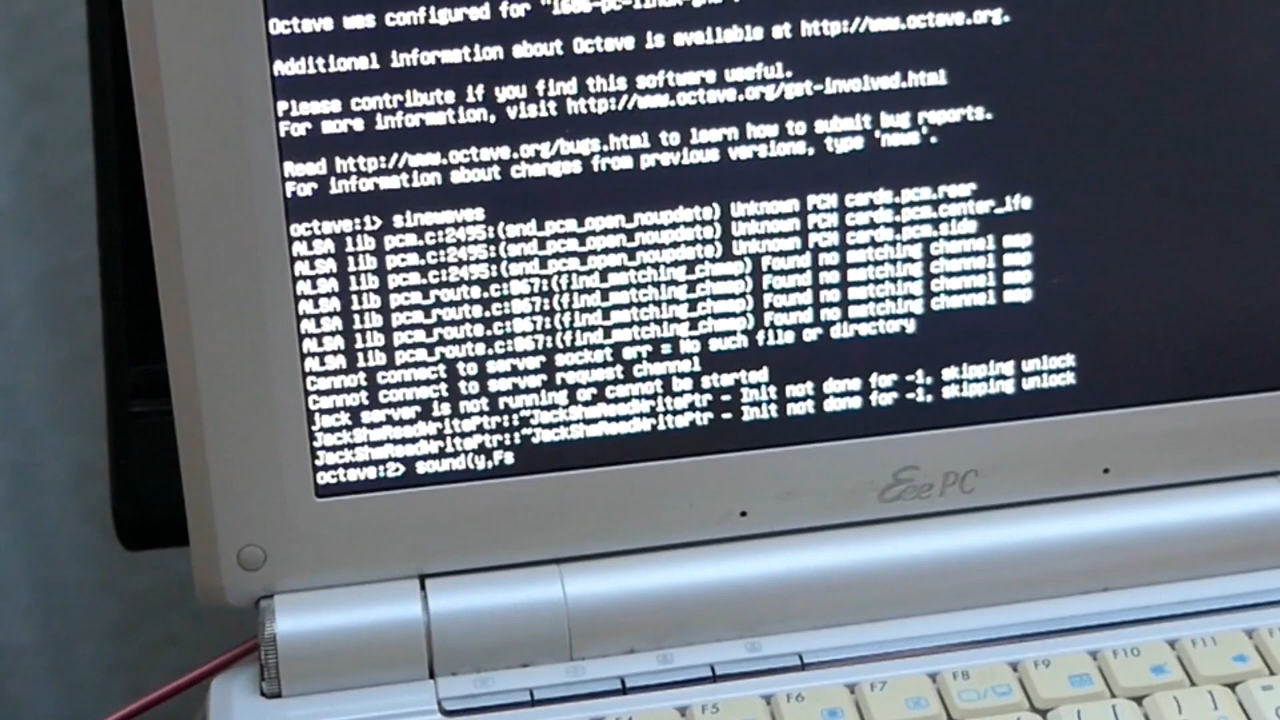 Octave was configured for "i686-pc-linux-gnu".
Additional information about Octave is available at http://www.octave.org.
Please contribute if you find this software useful.
For more information, visit http://www.octave.org/get-involved.html
Read http://www.octave.org/bugs.html to learn how to submit bug reports.
For information about changes from previous versions, type 'news'.
octave:1> sinewaves
ALSA lib pcm.c:2495:(snd_pcm_open_noupdate) Unknown PCM cards.pcm.rear
ALSA lib pcm.c:2495:(snd_pcm_open_noupdate) Unknown PCM cards.pcm.center_lfe
ALSA lib pcm.c:2495:(snd_pcm_open_noupdate) Unknown PCM cards.pcm.side
ALSA lib pcm_route.c:867:(find_matching_chmap) Found no matching channel map
ALSA lib pcm_route.c:867:(find_matching_chmap) Found no matching channel map
ALSA lib pcm_route.c:867:(find_matching_chmap) Found no matching channel map
ALSA lib pcm_route.c:867:(find_matching_chmap) Found no matching channel map
Cannot connect to server socket err = No such file or directory
Cannot connect to server request channel
jack server is not running or cannot be started
JackShmReadWritePtr::~JackShmReadWritePtr - Init not done for -1, skipping unlock
JackShmReadWritePtr::~JackShmReadWritePtr - Init not done for -1, skipping unlock
octave:2> sound(y,Fs
Eee PC
F5 F6 F7 F8 F9 F10 F11